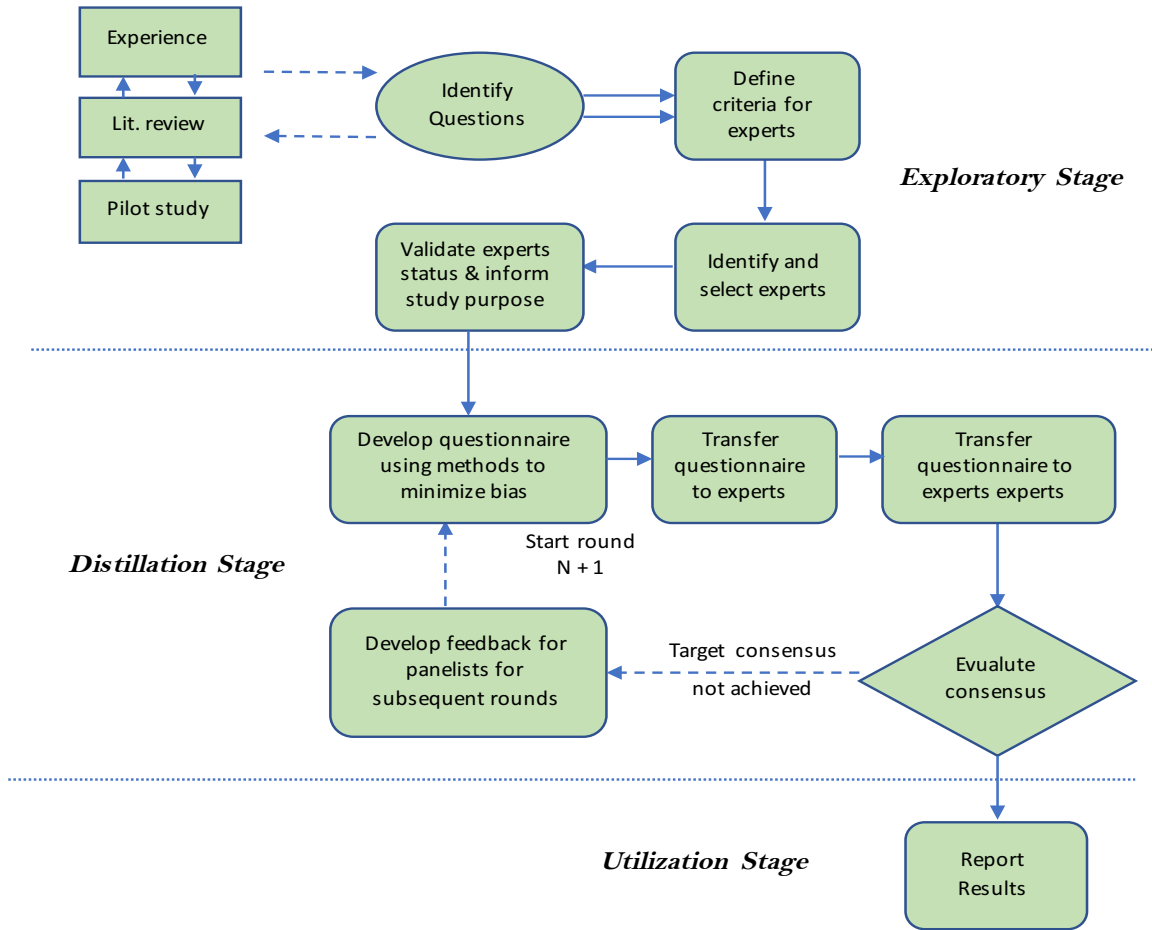 Experience
Lit. review
Pilot study
Identify
Questions
Define
criteria for
experts
Exploratory Stage
Validate experts
status & inform
study purpose
Identify and
select experts
Develop questionnaire
using methods to
minimize bias
Transfer
questionnaire
to experts
Transfer
questionnaire to
experts experts
Distillation Stage
Start round
N + 1
Develop feedback for
panelists for
subsequent rounds
Target consensus
not achieved
Evualute
consensus
Utilization Stage
Report
Results